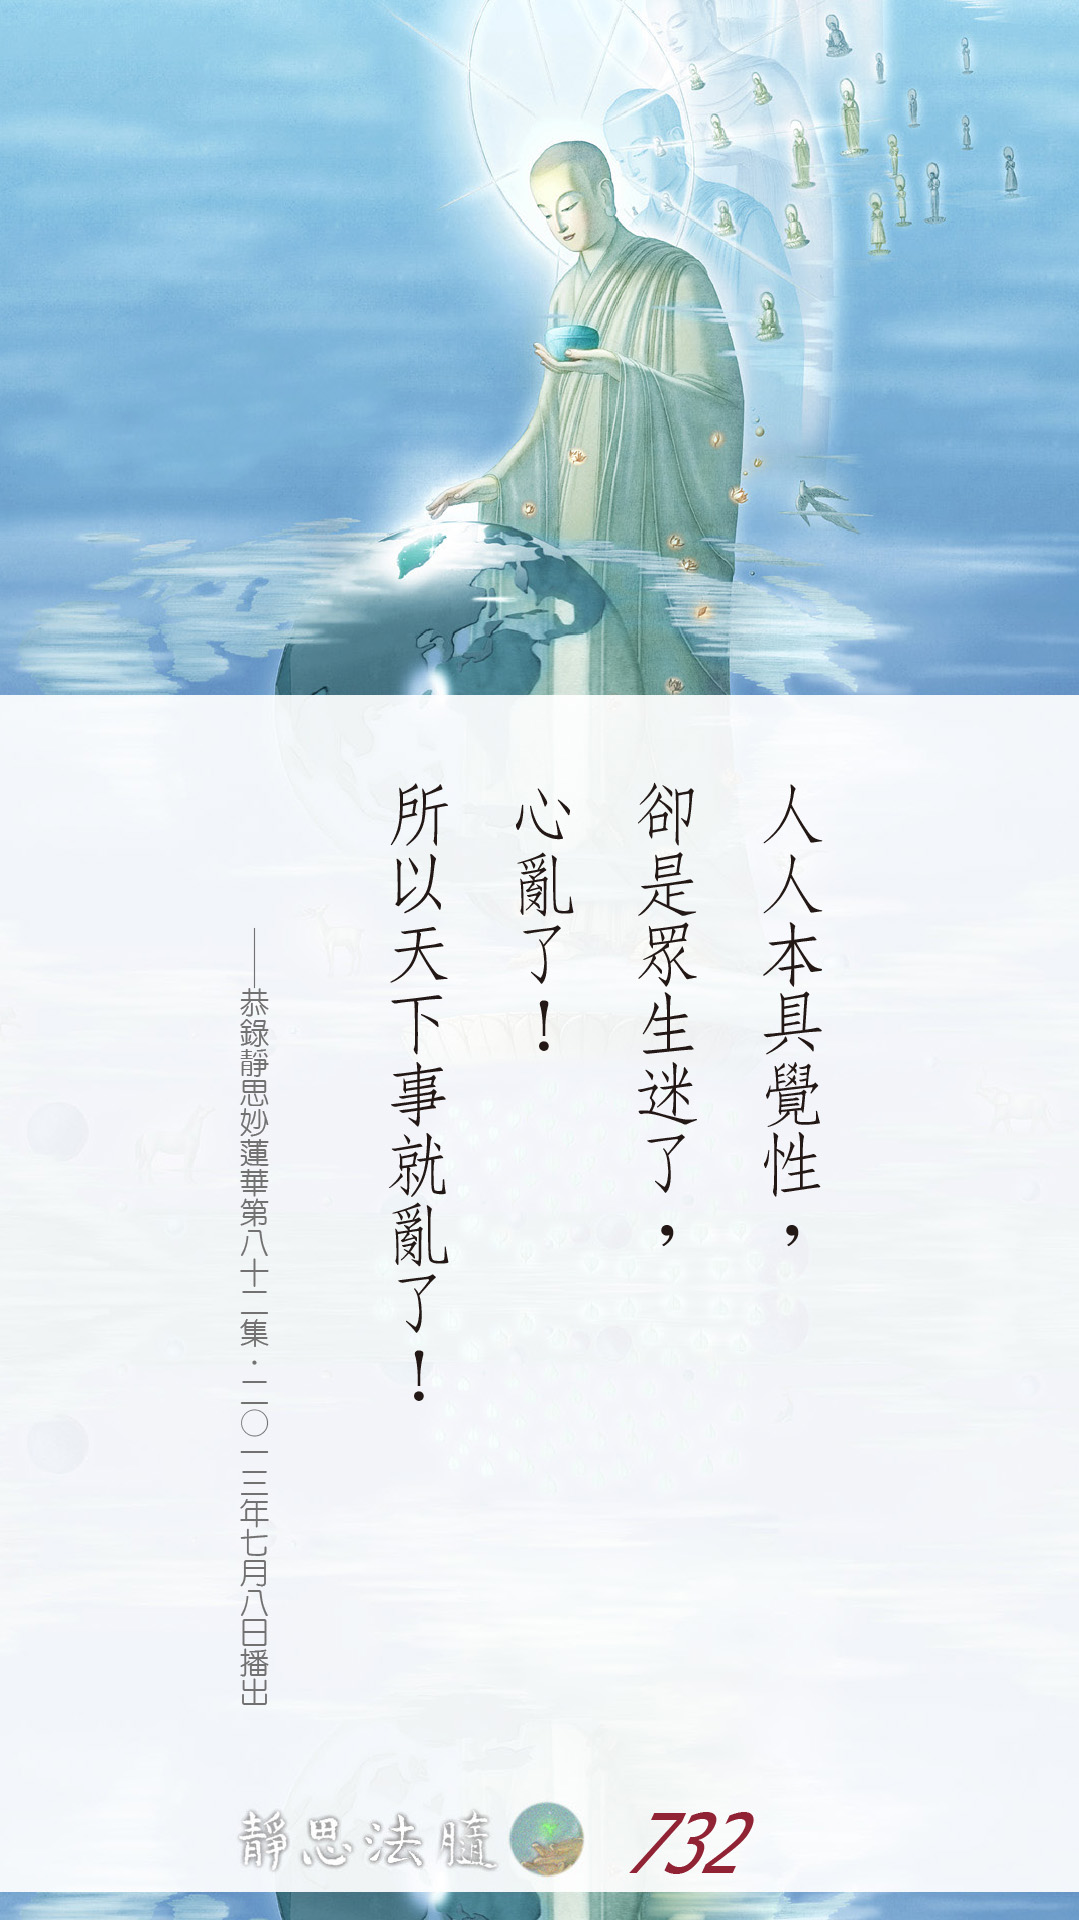 人人本具覺性，
卻是眾生迷了，
心亂了！
所以天下事就亂了！
——恭錄靜思妙蓮華第八十二集．二〇一三年七月八日播出
靜思法髓
732